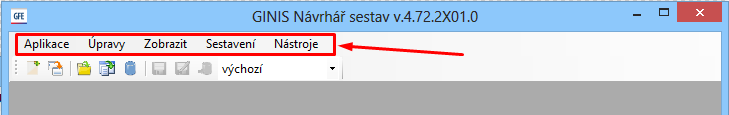 GFE GINIS Návrhář sestav v.4.72.2X01.0
Aplikace Úpravy Zobrazit Sestavení Nástroje
výchozí